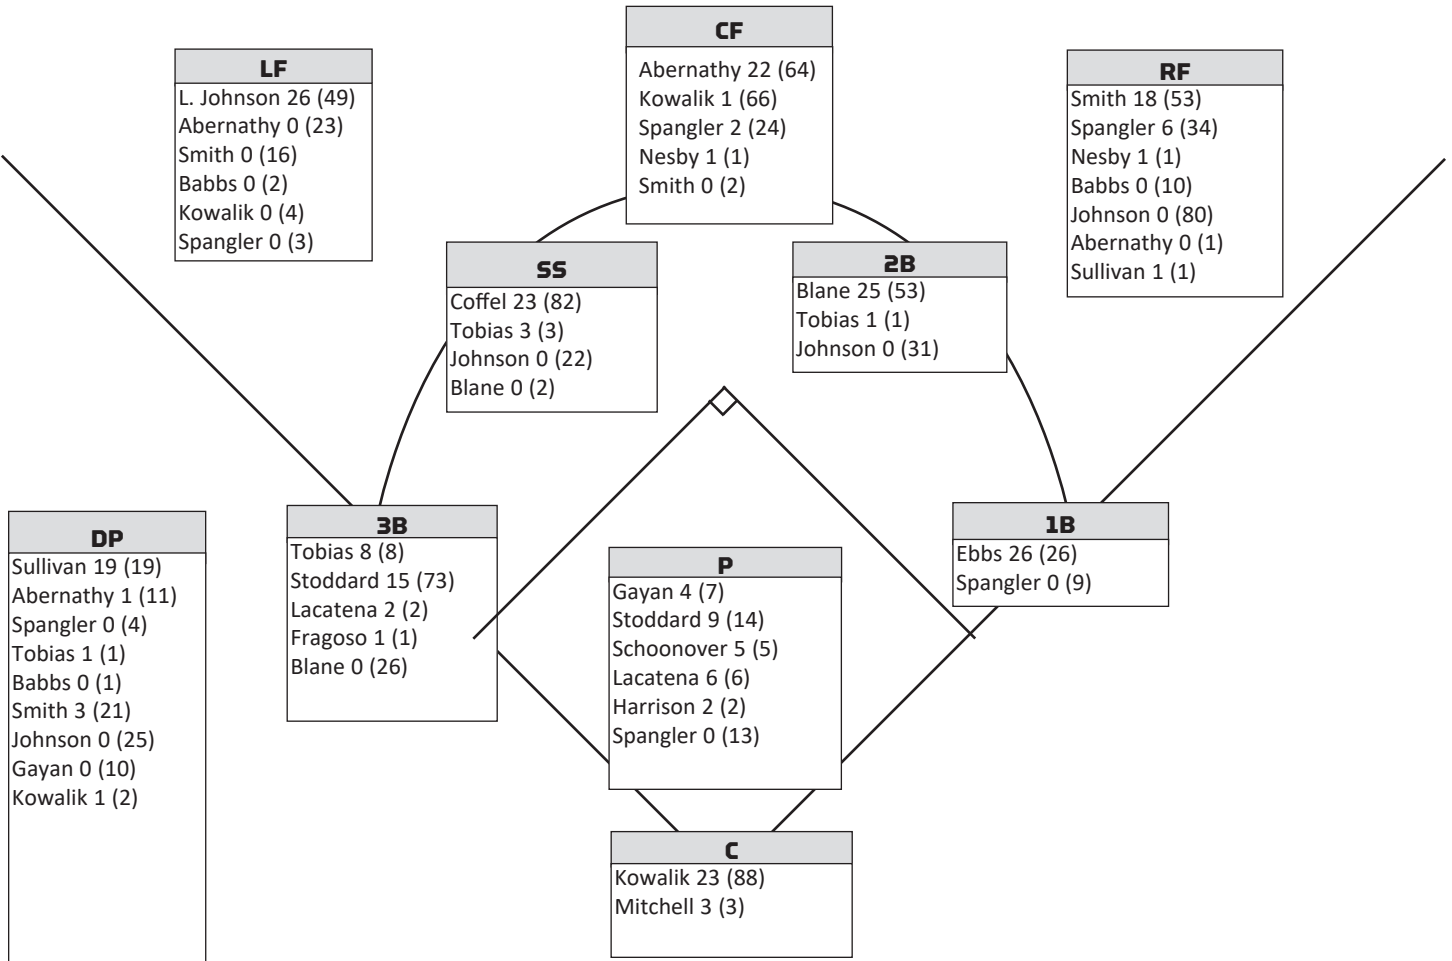 CF
Abernathy 22 (64)
Kowalik 1 (66)
Spangler 2 (24)
Nesby 1 (1)
Smith 0 (2)
LF
L. Johnson 26 (49)
Abernathy 0 (23)
Smith 0 (16)
Babbs 0 (2)
Kowalik 0 (4)
Spangler 0 (3)
RF
Smith 18 (53)
Spangler 6 (34)
Nesby 1 (1)
Babbs 0 (10)
Johnson 0 (80)
Abernathy 0 (1)
Sullivan 1 (1)
SS
Coffel 23 (82)
Tobias 3 (3)
Johnson 0 (22)
Blane 0 (2)
2B
Blane 25 (53)
Tobias 1 (1)
Johnson 0 (31)
DP
Sullivan 19 (19)
Abernathy 1 (11)
Spangler 0 (4)
Tobias 1 (1)
Babbs 0 (1)
Smith 3 (21)
Johnson 0 (25)
Gayan 0 (10)
Kowalik 1 (2)
3B
Tobias 8 (8)
Stoddard 15 (73)
Lacatena 2 (2)
Fragoso 1 (1)
Blane 0 (26)
P
Gayan 4 (7)
Stoddard 9 (14)
Schoonover 5 (5)
Lacatena 6 (6)
Harrison 2 (2)
Spangler 0 (13)
1B
Ebbs 26 (26)
Spangler 0 (9)
C
Kowalik 23 (88)
Mitchell 3 (3)